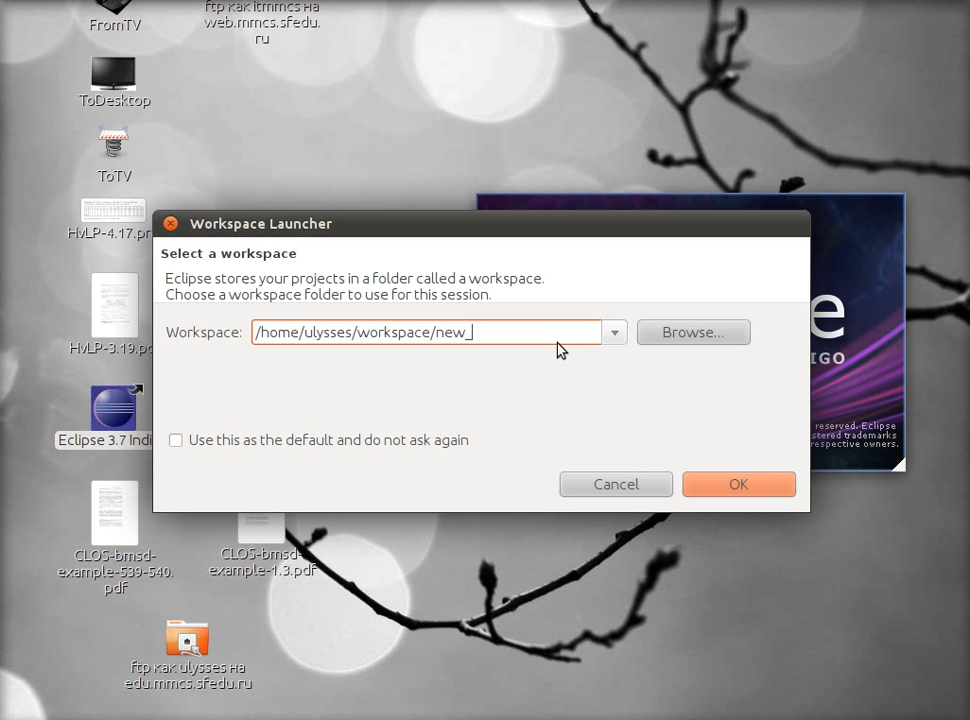 FromTV
ftp как itmmcs на
web.mmcs.sfedu.
ru
ToDesktop
ToTV
HvLP-4.17.pr
HvLP-3.19.pd
Eclipse 3.7 Indi
Workspace Launcher
Select a workspace
Eclipse stores your projects in a folder called a workspace.
Choose a workspace folder to use for this session.
Workspace:
/home/ulysses/workspace/new_
Browse...
Use this as the default and do not ask again
Cancel
OK
e
IGO
reserved. Eclipse
stered trademarks
respective owners.
CLOS-bmsd-
example-539-540.
pdf
CLOS-bmsd-
example-1.3.pdf
ftp как ulysses на
edu.mmcs.sfedu.ru